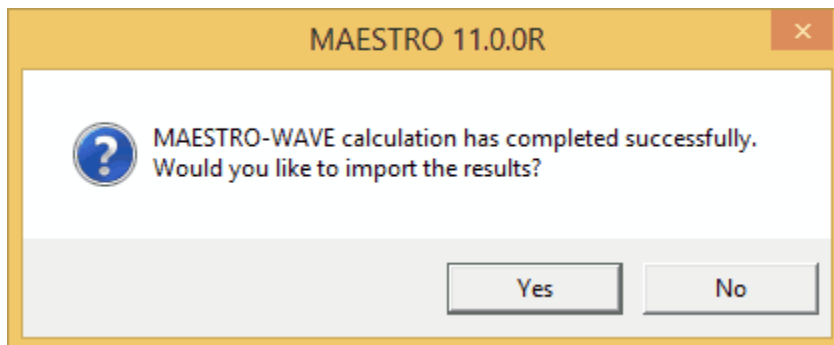 MAESTRO 11.0.0R
MAESTRO-WAVE calculation has completed successfully.
Would you like to import the results?
Yes
No